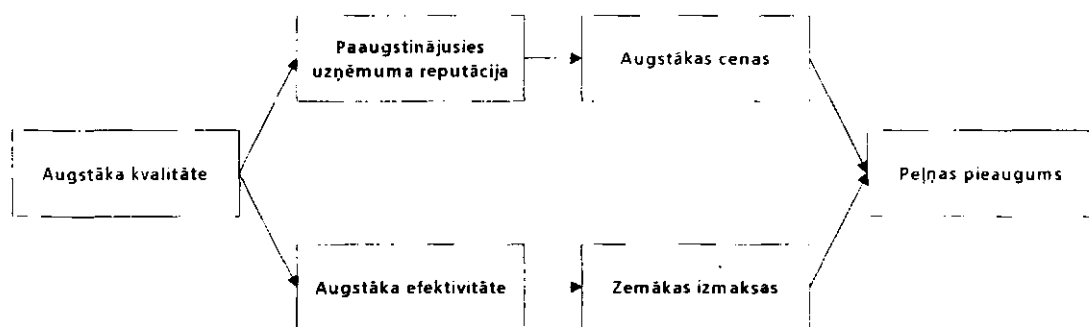 Paaugstinājusies
uzņēmuma reputācija
Augstākas cenas
Augstāka kvalitāte
Peļņas pieaugums
Augstāka efektivitāte
Zemākas izmaksas